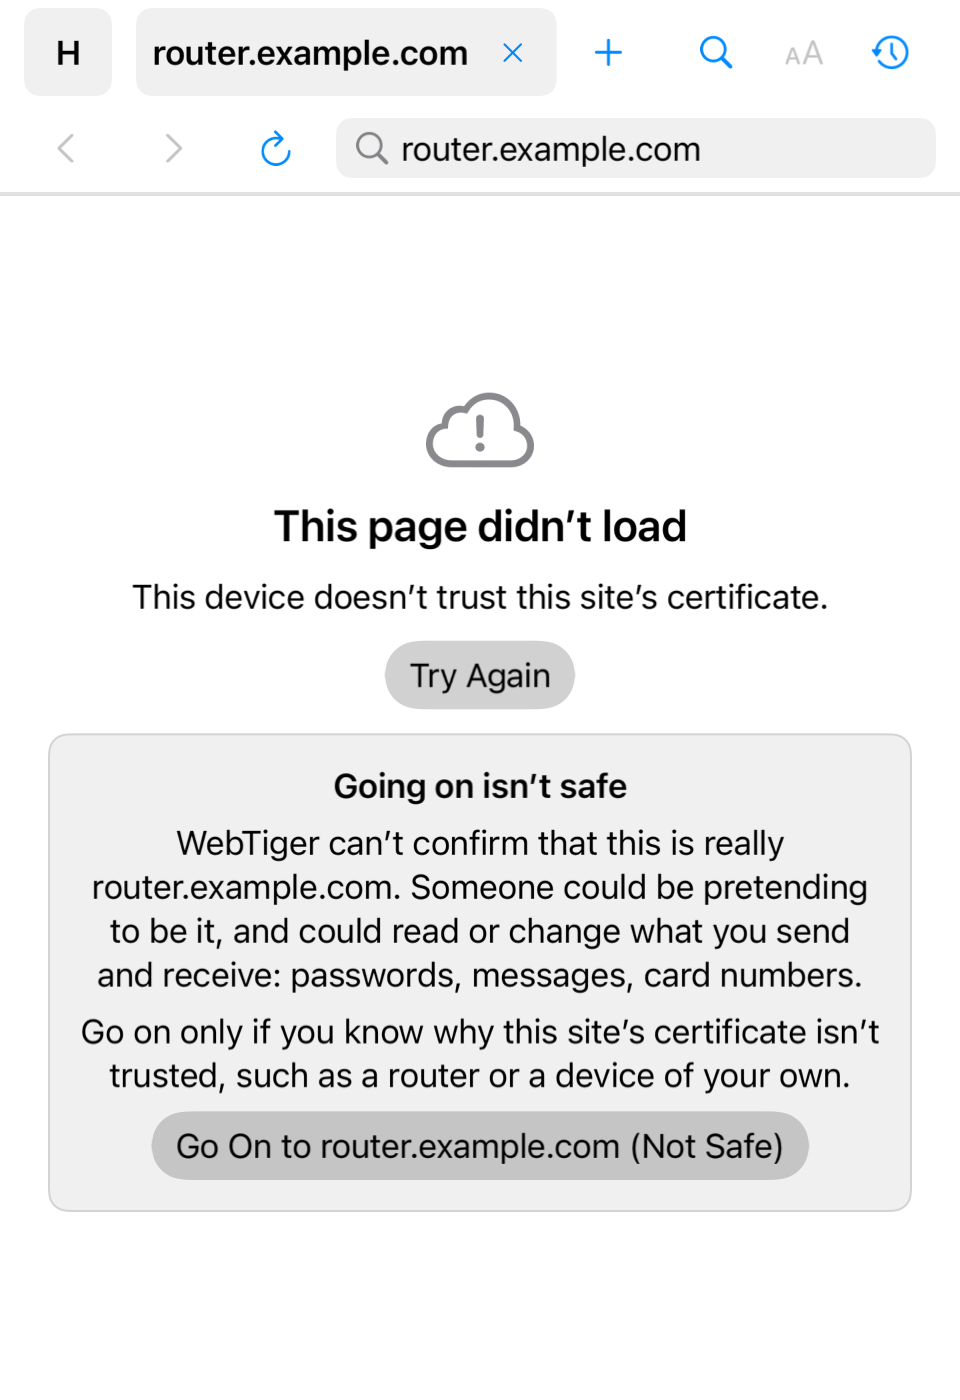 H
router.example.com
AA
router.example.com
This page didn’t load
This device doesn’t trust this site’s certificate.
Try Again
Going on isn’t safe
WebTiger can’t confirm that this is really
router.example.com. Someone could be pretending
to be it, and could read or change what you send
and receive: passwords, messages, card numbers.
Go on only if you know why this site’s certificate isn’t
trusted, such as a router or a device of your own.
Go On to router.example.com (Not Safe)